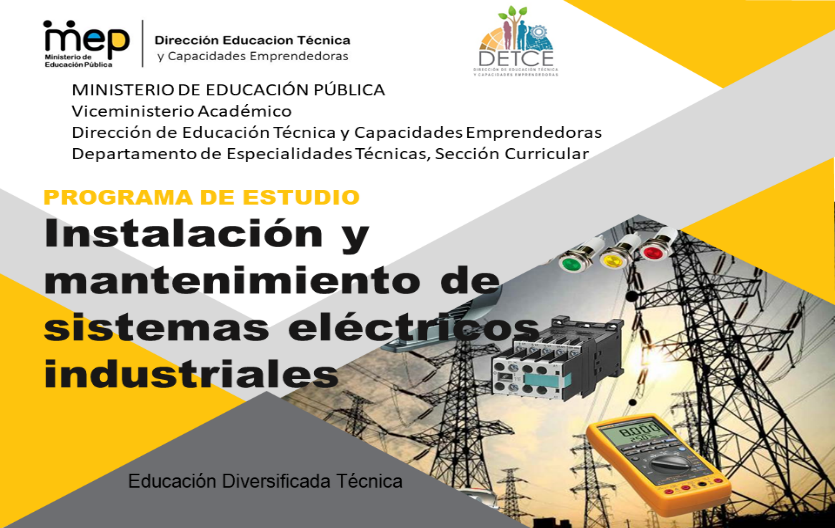 mep
Ministerio de
Educación Pública
Dirección Educacion Técnica
y Capacidades Emprendedoras
DETCE
DIRECCIÓN DE EDUCACIÓN TÉCNICA
Y CAPACIDADES EMPRENDEDORAS
MINISTERIO DE EDUCACIÓN PÚBLICA
Viceministerio Académico
Dirección de Educación Técnica y Capacidades Emprendedoras
Departamento de Especialidades Técnicas, Sección Curricular
PROGRAMA DE ESTUDIO
Instalación y
mantenimiento de
sistemas eléctricos
industriales
Educación Diversificada Técnica